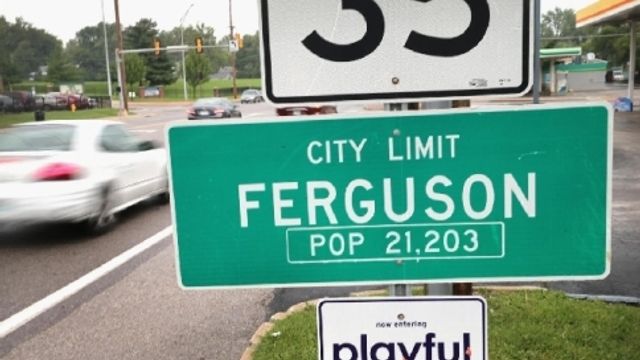 35
CITY LIMIT
FERGUSON
POP 21,203
now entering
playful